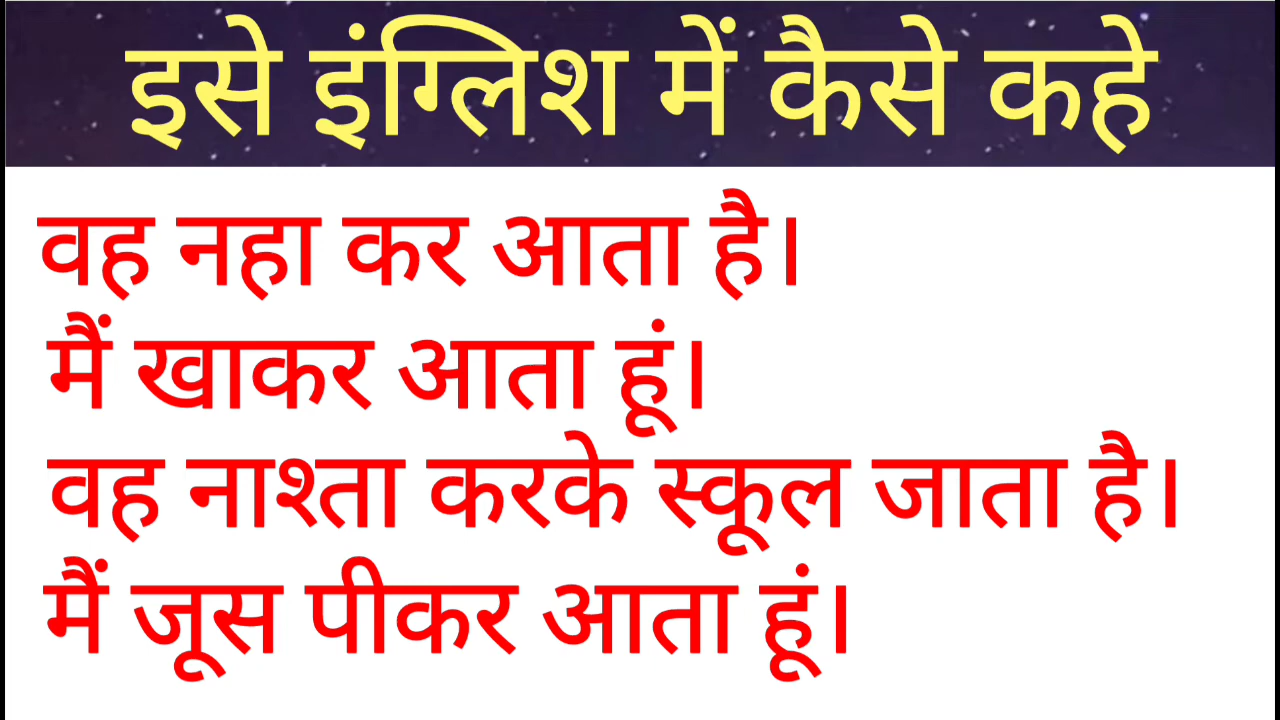 इसे इंग्लिश में कैसे कहे
वह नहा कर आता है।
मैं खाकर आता हूं।
वह नाश्ता करके स्कूल जाता है।
मैं जूस पीकर आता हूं।